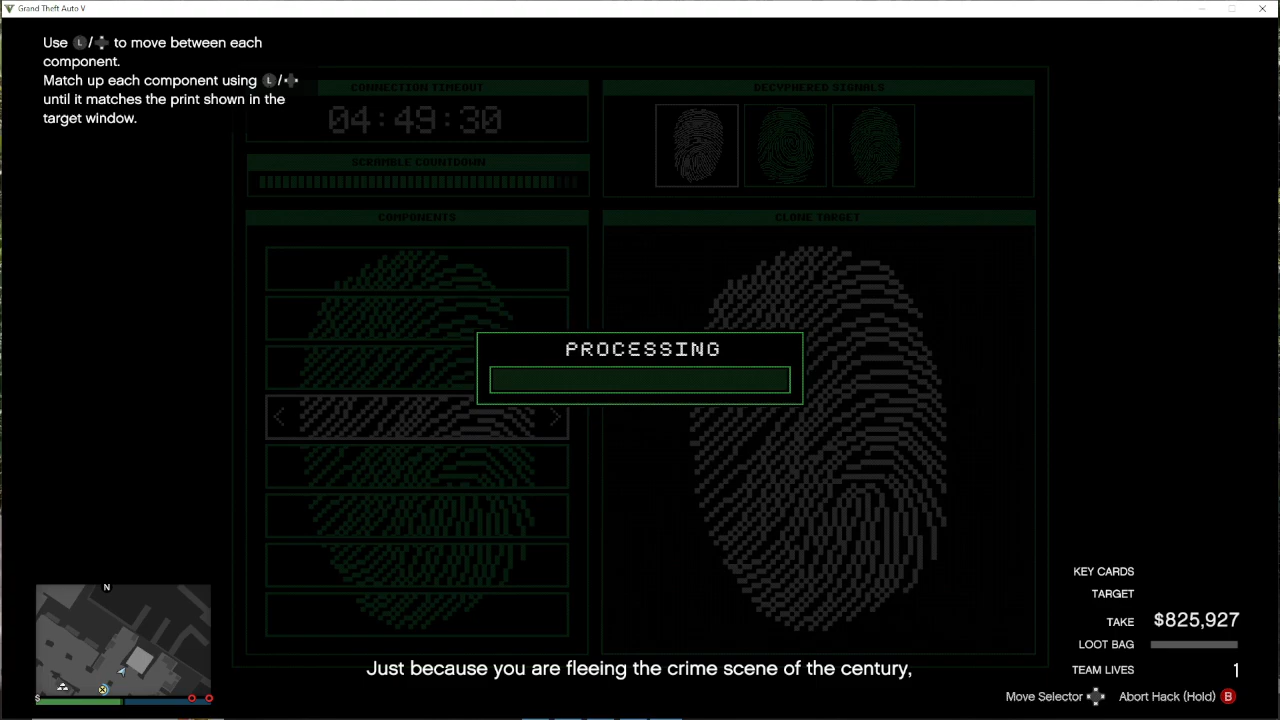 Grand Theft Auto V
Use L/ to move between each
component.
Match up each component using L/
until it matches the print shown in the
target window.
CONNECTION TIMEOUT
04:49:30
SCRAMBLE COUNTDOWN
DECYPHERED SIGNALS
COMPONENTS
CLONE TARGET
PROCESSING
N
S
KEY CARDS
TARGET
TAKE $825,927
LOOT BAG
TEAM LIVES 1
Just because you are fleeing the crime scene of the century,
Move Selector Abort Hack (Hold) B